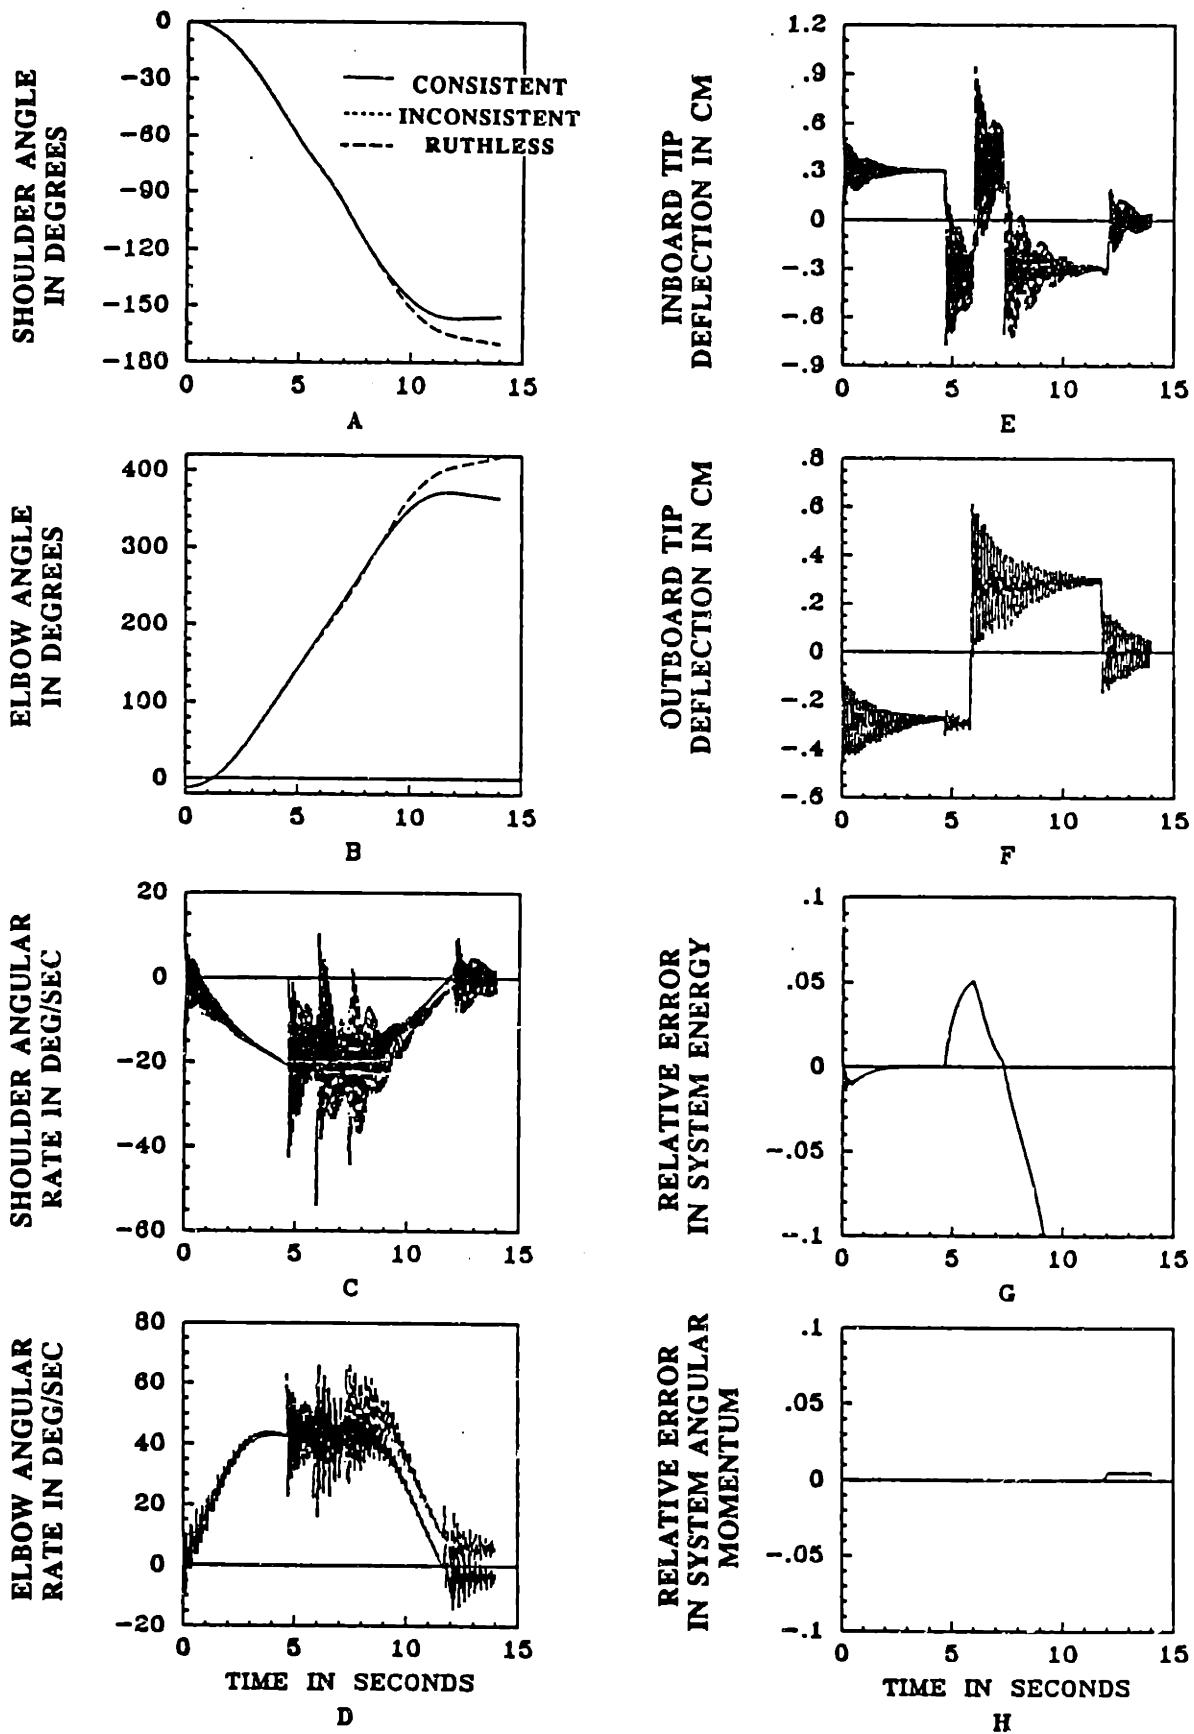 SHOULDER ANGLE
IN DEGREES
0
-30
-60
-90
-120
-150
-180
CONSISTENT
INCONSISTENT
RUTHLESS
0 5 10 15
A
ELBOW ANGLE
IN DEGREES
400
300
200
100
0
0 5 10 15
B
SHOULDER ANGULAR
RATE IN DEG/SEC
20
0
-20
-40
-60
0 5 10 15
C
ELBOW ANGULAR
RATE IN DEG/SEC
80
60
40
20
0
-20
0 5 10 15
TIME IN SECONDS
D
INBOARD TIP
DEFLECTION IN CM
1.2
.9
.6
.3
0
-.3
-.6
-.9
0 5 10 15
E
OUTBOARD TIP
DEFLECTION IN CM
.8
.6
.4
.2
0
-.2
-.4
-.6
0 5 10 15
F
RELATIVE ERROR
IN SYSTEM ENERGY
.1
.05
0
-.05
-.1
0 5 10 15
G
RELATIVE ERROR
IN SYSTEM ANGULAR
MOMENTUM
.1
.05
0
-.05
-.1
0 5 10 15
TIME IN SECONDS
H